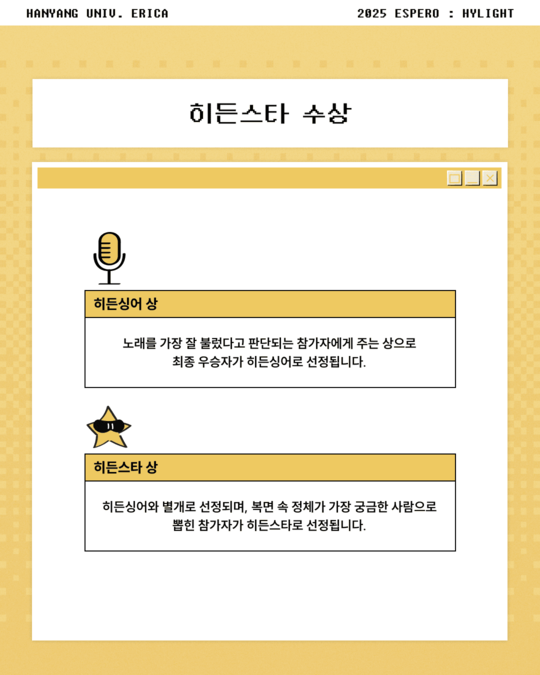 HANYANG UNIV. ERICA
2025 ESPERO : HYLIGHT
히든스타 수상
히든싱어 상
노래를 가장 잘 불렀다고 판단되는 참가자에게 주는 상으로
최종 우승자가 히든싱어로 선정됩니다.
히든스타 상
히든싱어와 별개로 선정되며, 복면 속 정체가 가장 궁금한 사람으로
뽑힌 참가자가 히든스타로 선정됩니다.